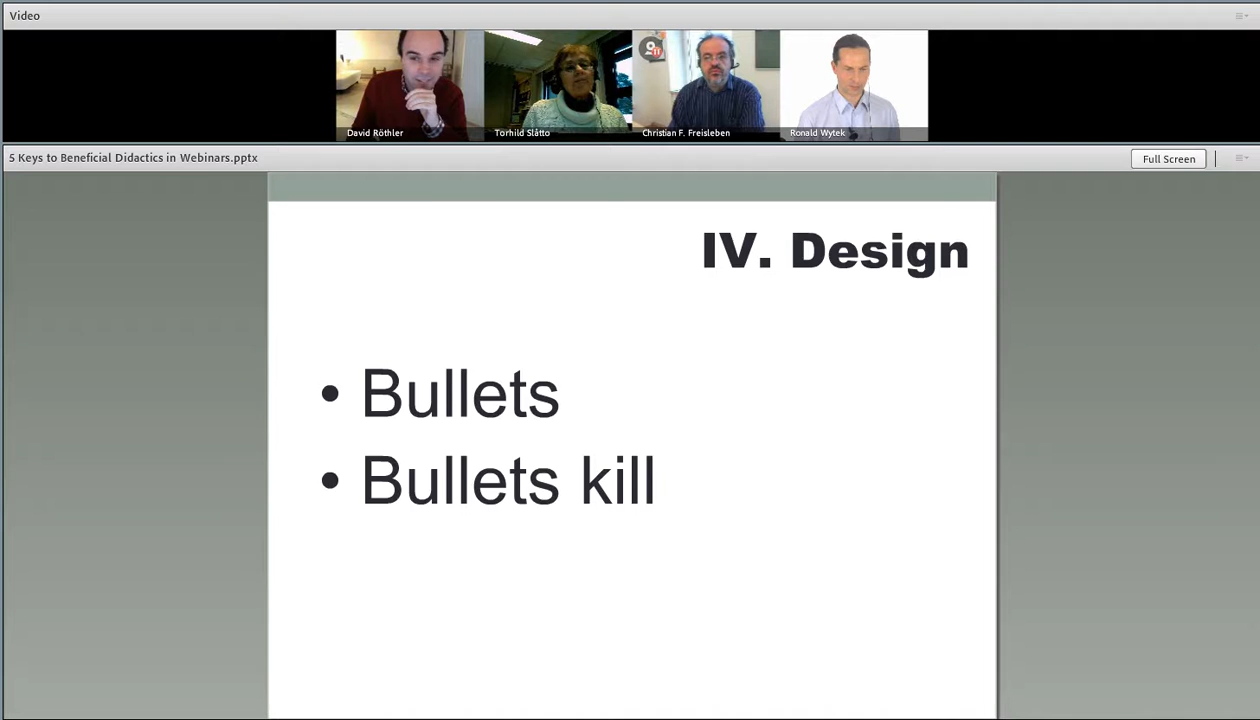 Video
David Röthler
Torhild Slåtto
Christian F. Freisleben
Ronald Wytek
5 Keys to Beneficial Didactics in Webinars.pptx
Full Screen
IV. Design
• Bullets
• Bullets kill